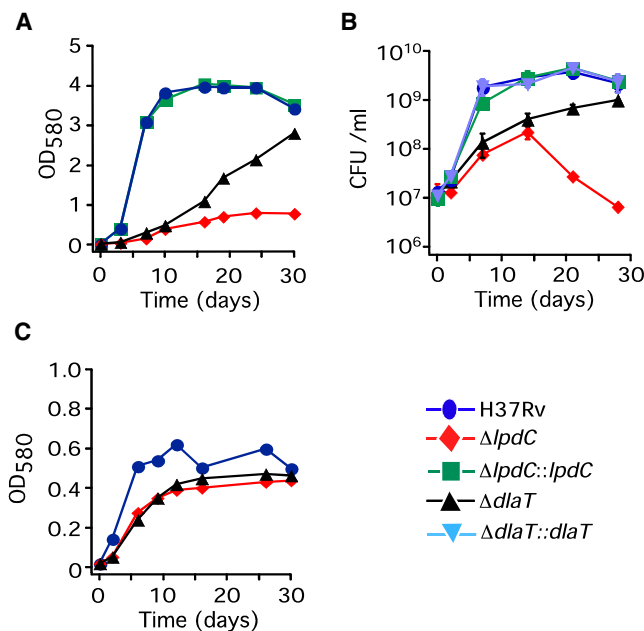 A
OD580
5
4
3
2
1
0
0
10
20
30
Time (days)
B
CFU /ml
10^10
10^9
10^8
10^7
10^6
0
10
20
30
Time (days)
C
OD580
1.0
0.8
0.6
0.4
0.2
0
0
10
20
30
Time (days)
H37Rv
ΔlpdC
ΔlpdC::lpdC
ΔdlaT
ΔdlaT::dlaT